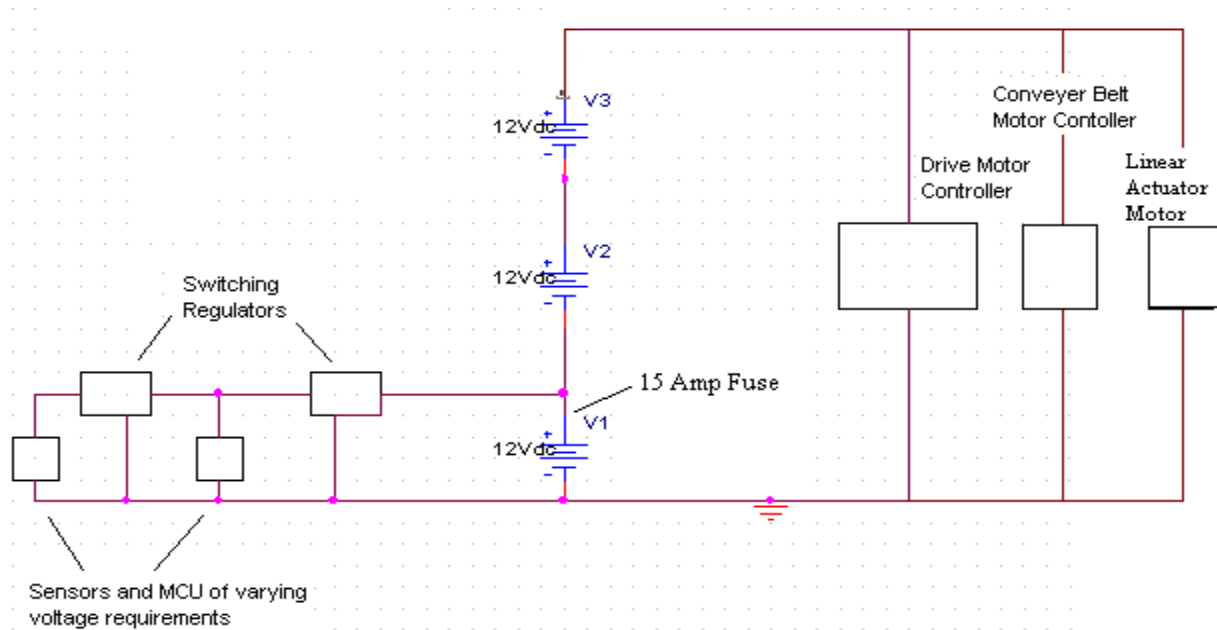 V3
12Vdc
Conveyer Belt
Motor Contoller
Drive Motor
Controller
Linear
Actuator
Motor
V2
12Vdc
Switching
Regulators
15 Amp Fuse
V1
12Vdc
Sensors and MCU of varying
voltage requirements